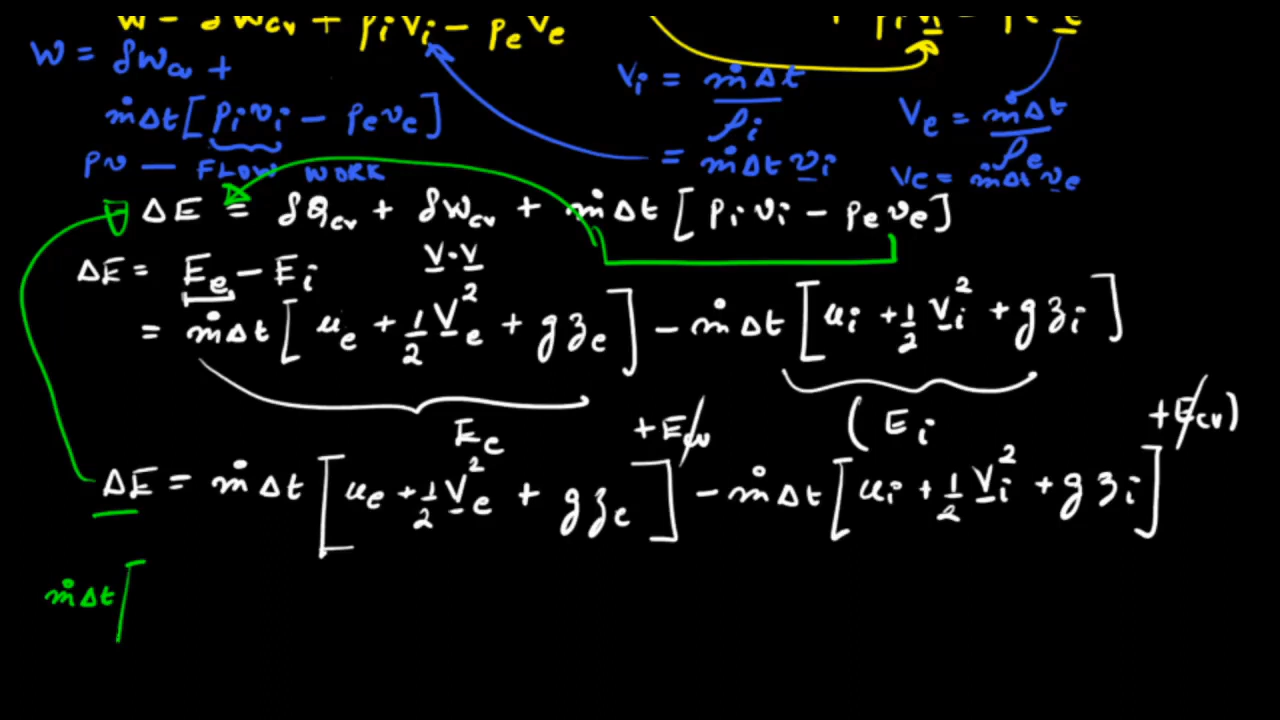 W = δW_cv + p_i V_i − p_e V_e
W = δW_cv +
ṁΔt [p_i v_i − p_e v_e]
pv — FLOW WORK
V_i = ṁΔt / ρ_i
= ṁΔt v_i
V_e = ṁΔt / ρ_e
V_e = ṁΔt v_e
ΔE = δQ_cv + δW_cv + ṁΔt [p_i v_i − p_e v_e]
ΔE = E_e − E_i
V · V
= ṁΔt [u_e + 1/2 V_e^2 + g z_e] − ṁΔt [u_i + 1/2 V_i^2 + g z_i]
E_e + E_cv (E_i + E_cv)
ΔE = ṁΔt [u_e + 1/2 V_e^2 + g z_e] − ṁΔt [u_i + 1/2 V_i^2 + g z_i]
ṁΔt [